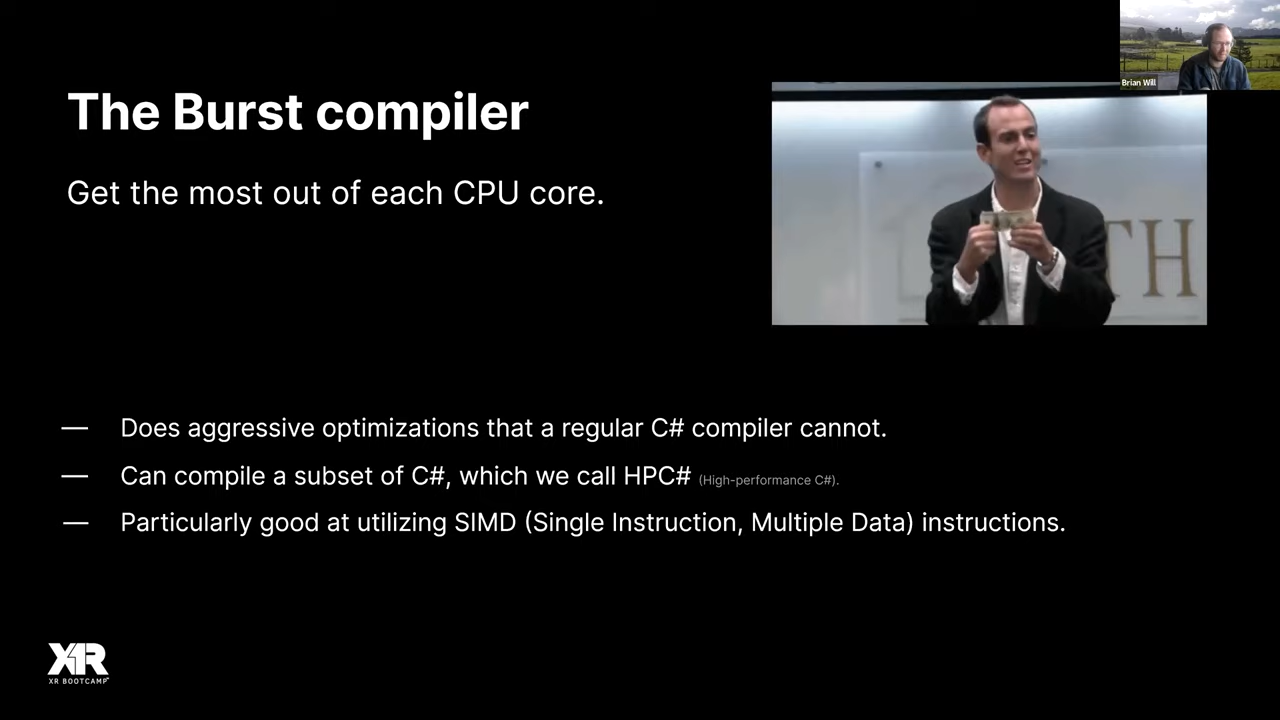 Brian Will
The Burst compiler
Get the most out of each CPU core.
TH
— Does aggressive optimizations that a regular C# compiler cannot.
— Can compile a subset of C#, which we call HPC# (High-performance C#).
— Particularly good at utilizing SIMD (Single Instruction, Multiple Data) instructions.
XR
XR BOOTCAMP